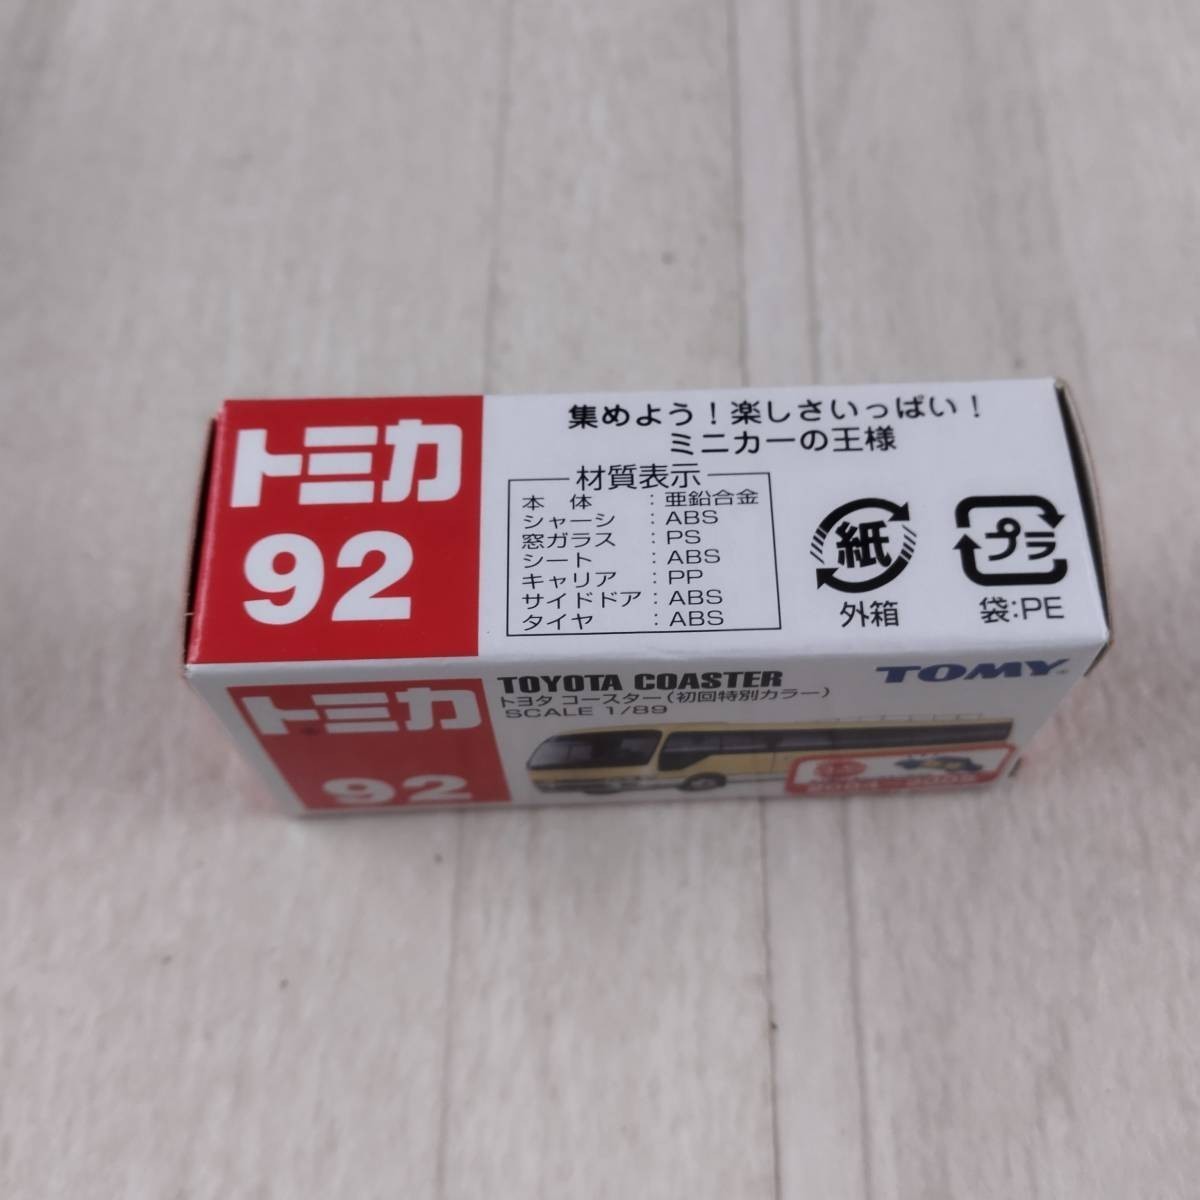 トミカ
92
集めよう！楽しさいっぱい！
ミニカーの王様
材質表示
本体：亜鉛合金
シャーシ：ABS
窓ガラス：PS
シート：ABS
キャリア：PP
サイドドア：ABS
タイヤ：ABS
紙
外箱
プラ
袋：PE
トミカ
92
TOYOTA COASTER
トヨタ コースター（初回特別カラー）
SCALE 1/89
TOMY